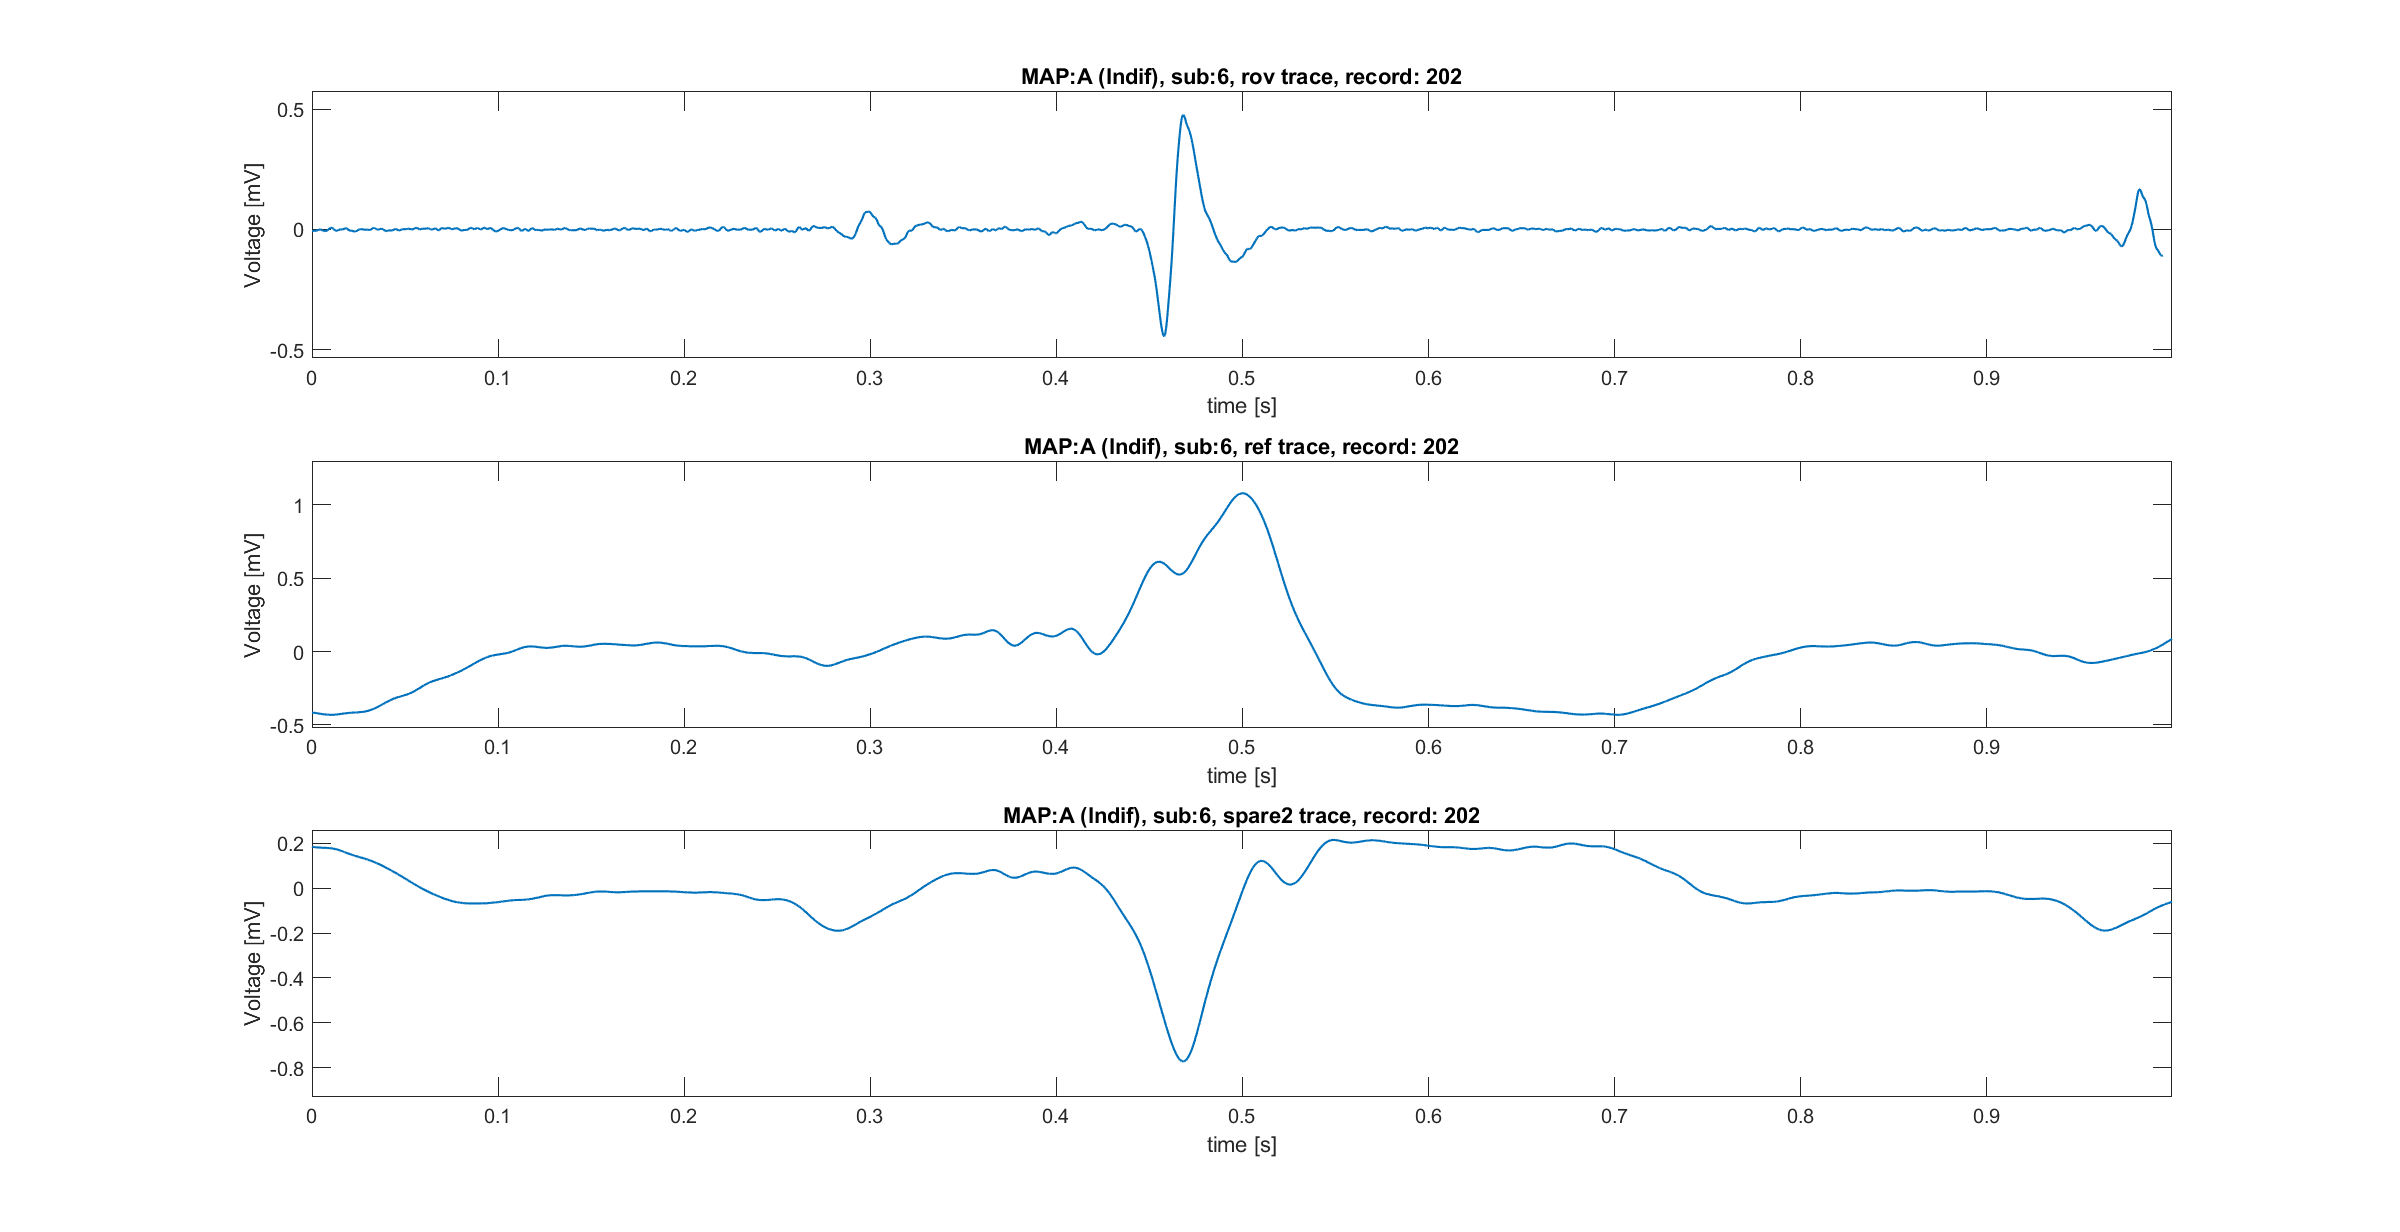 MAP:A (Indif), sub:6, rov trace, record: 202
0.5
0
-0.5
Voltage [mV]
0 0.1 0.2 0.3 0.4 0.5 0.6 0.7 0.8 0.9
time [s]
MAP:A (Indif), sub:6, ref trace, record: 202
1
0.5
0
-0.5
Voltage [mV]
0 0.1 0.2 0.3 0.4 0.5 0.6 0.7 0.8 0.9
time [s]
MAP:A (Indif), sub:6, spare2 trace, record: 202
0.2
0
-0.2
-0.4
-0.6
-0.8
Voltage [mV]
0 0.1 0.2 0.3 0.4 0.5 0.6 0.7 0.8 0.9
time [s]